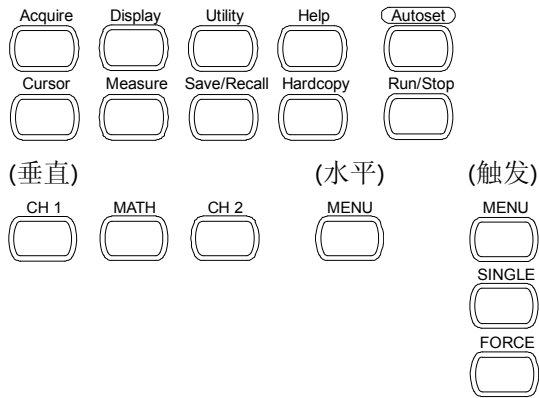 Acquire Display Utility Help Autoset
Cursor Measure Save/Recall Hardcopy Run/Stop
(垂直) (水平) (触发)
CH 1 MATH CH 2 MENU MENU
SINGLE
FORCE